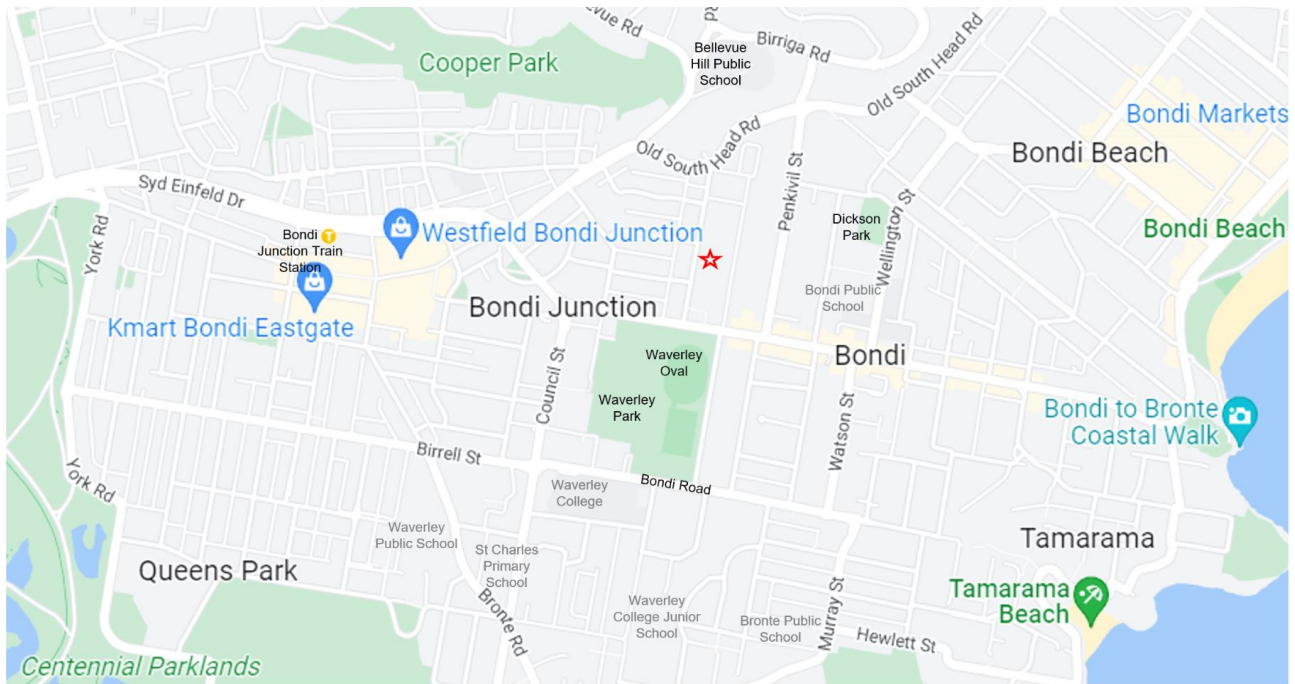 evue Rd
Rd
Birriga Rd
Bellevue
Hill Public
School
Cooper Park
Old South Head Rd
Bondi Markets
Old South Head Rd
Bondi Beach
Penkivil St
Syd Einfeld Dr
Wellington St
Dickson
Park
York Rd
Bondi
Junction Train
Station
T
Westfield Bondi Junction
Bondi Beach
Bondi Public
School
Bondi Junction
Kmart Bondi Eastgate
Waverley
Oval
Bondi
Council St
Waverley
Park
Bondi to Bronte
Coastal Walk
Watson St
Birrell St
York Rd
Bondi Road
Waverley
College
Waverley
Public School
Tamarama
St Charles
Primary
School
Queens Park
Bronte Rd
Waverley
College Junior
School
Bronte Public
School
Murray St
Hewlett St
Tamarama
Beach
Centennial Parklands